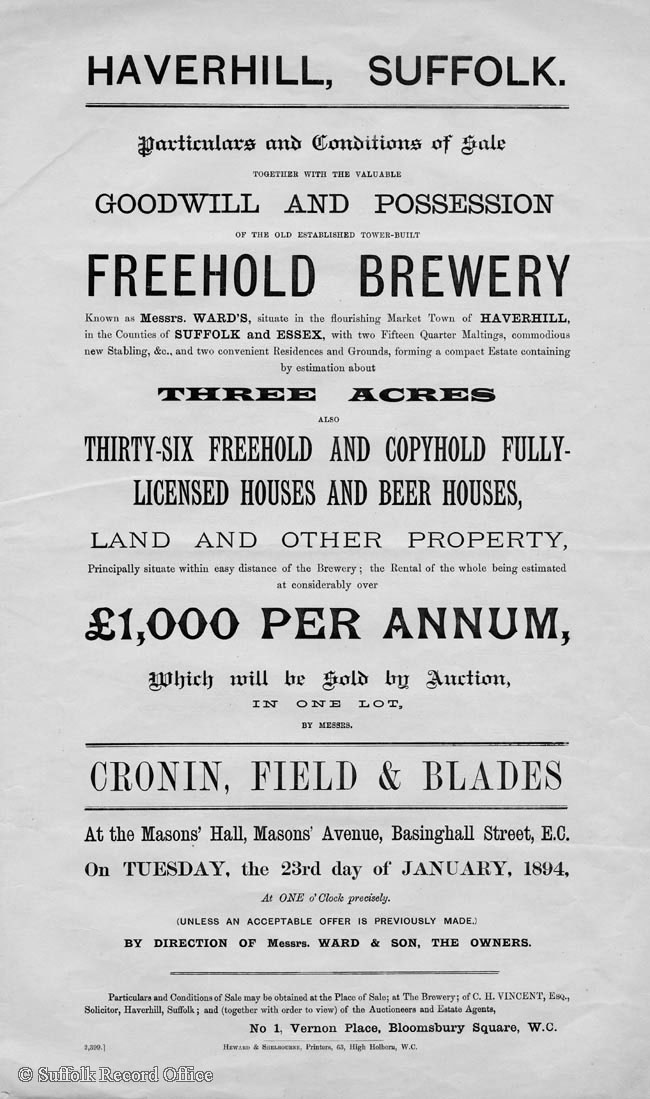 HAVERHILL, SUFFOLK.
Particulars and Conditions of Sale
TOGETHER WITH THE VALUABLE
GOODWILL AND POSSESSION
OF THE OLD ESTABLISHED TOWER-BUILT
FREEHOLD BREWERY
Known as Messrs. WARD'S, situate in the flourishing Market Town of HAVERHILL,
in the Counties of SUFFOLK and ESSEX, with two Fifteen Quarter Maltings, commodious
new Stabling, &c., and two convenient Residences and Grounds, forming a compact Estate containing
by estimation about
THREE ACRES
ALSO
THIRTY-SIX FREEHOLD AND COPYHOLD FULLY-
LICENSED HOUSES AND BEER HOUSES,
LAND AND OTHER PROPERTY,
Principally situate within easy distance of the Brewery; the Rental of the whole being estimated
at considerably over
£1,000 PER ANNUM,
Which will be Sold by Auction,
IN ONE LOT,
BY MESSRS.
CRONIN, FIELD & BLADES
At the Masons' Hall, Masons' Avenue, Basinghall Street, E.C.
On TUESDAY, the 23rd day of JANUARY, 1894,
At ONE o'Clock precisely.
(UNLESS AN ACCEPTABLE OFFER IS PREVIOUSLY MADE.)
BY DIRECTION OF Messrs. WARD & SON, THE OWNERS.
Particulars and Conditions of Sale may be obtained at the Place of Sale; at The Brewery; of C. H. VINCENT, ESQ.,
Solicitor, Haverhill, Suffolk; and (together with order to view) of the Auctioneers and Estate Agents,
No 1, Vernon Place, Bloomsbury Square, W.C.
2,399.] HEWARD & SHELBOURNE, Printers, 63, High Holborn, W.C.
© Suffolk Record Office